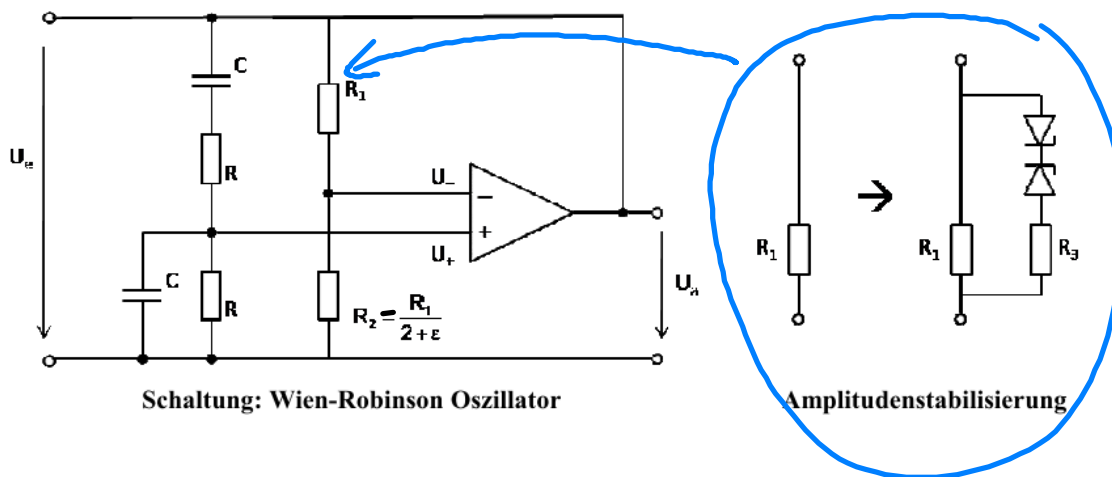 C
R₁
Uₑ
R
U₋
−
+
U₊
C
R
R₂ = R₁ / (2 + ε)
Uₐ
R₁
R₁
R₃
Schaltung: Wien-Robinson Oszillator
Amplitudenstabilisierung